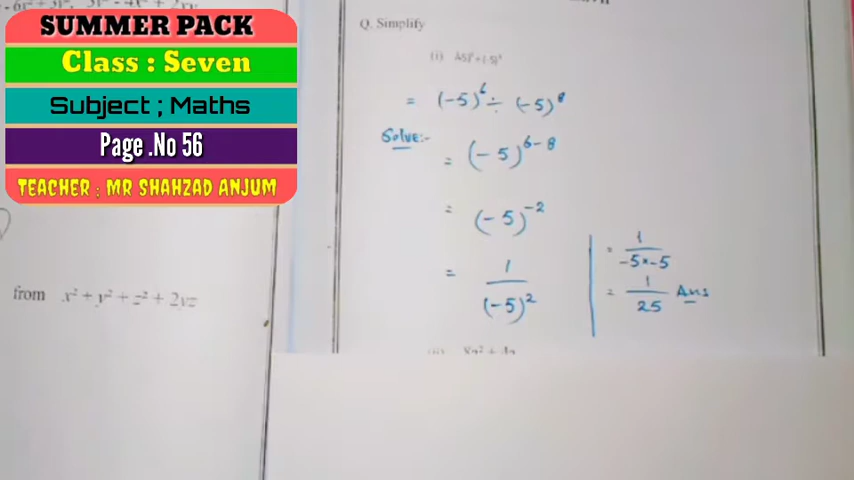 SUMMER PACK
Class : Seven
Subject ; Maths
Page .No 56
TEACHER : MR SHAHZAD ANJUM
from x² + y² + z² + 2yz
Q. Simplify
(i)
= (-5)⁶ ÷ (-5)⁸
Solve:-
= (-5)⁶⁻⁸
= (-5)⁻²
= 1/(-5)²
= 1/-5×-5
= 1/25 Ans